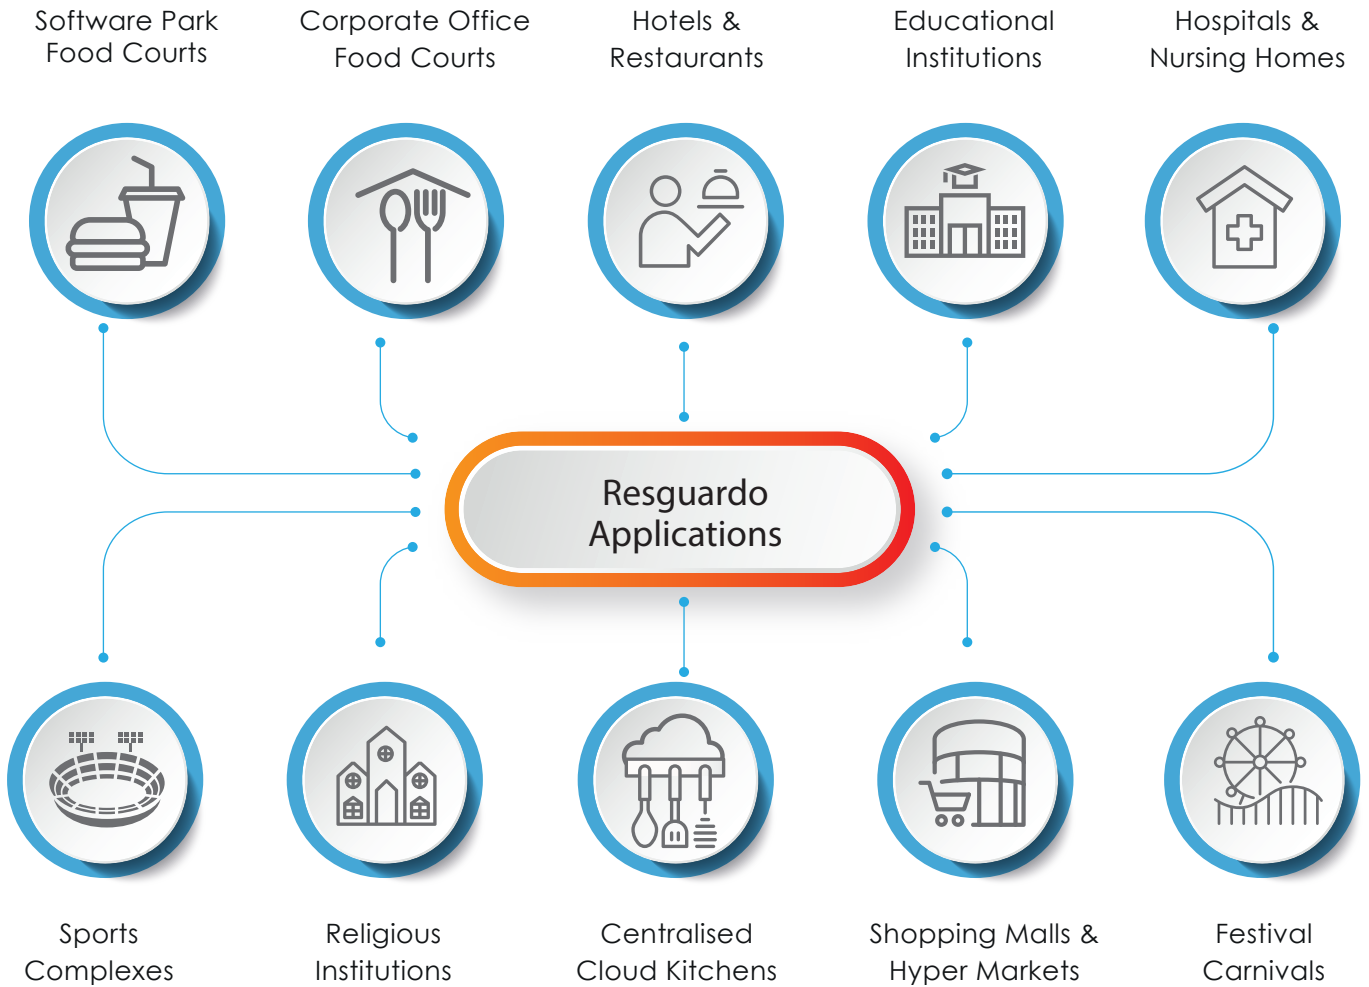 Software Park
Food Courts
Corporate Office
Food Courts
Hotels &
Restaurants
Educational
Institutions
Hospitals &
Nursing Homes
Resguardo
Applications
Sports
Complexes
Religious
Institutions
Centralised
Cloud Kitchens
Shopping Malls &
Hyper Markets
Festival
Carnivals